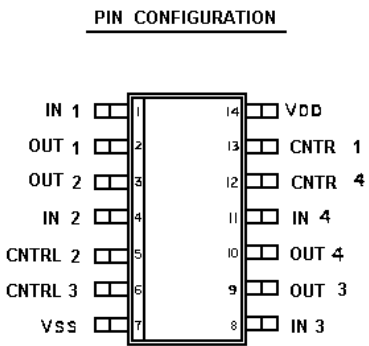 PIN CONFIGURATION
IN 1 1 14 VDD
OUT 1 2 13 CNTR 1
OUT 2 3 12 CNTR 4
IN 2 4 11 IN 4
CNTRL 2 5 10 OUT 4
CNTRL 3 6 9 OUT 3
VSS 7 8 IN 3